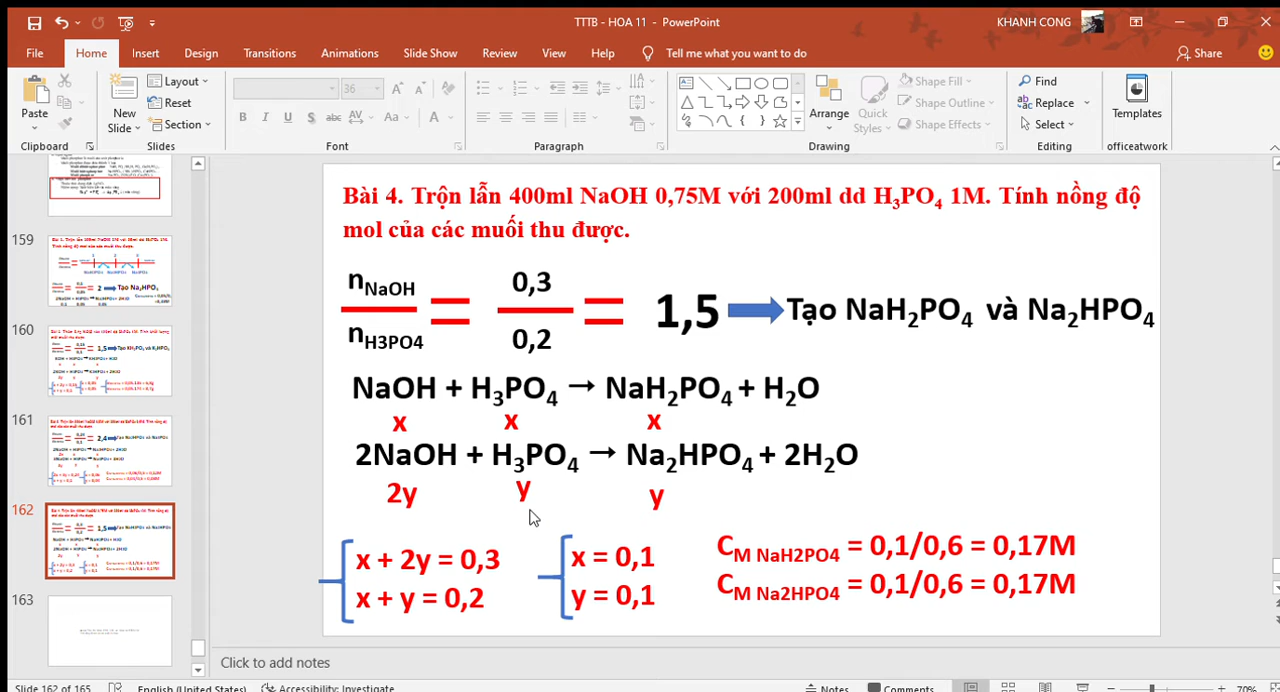 TTTB - HOA 11 - PowerPoint
KHANH CONG
File Home Insert Design Transitions Animations Slide Show Review View Help Tell me what you want to do Share
Paste
Clipboard
New Slide
Layout
Reset
Section
Slides
36
B I U S abc AV Aa A
Font
Paragraph
Arrange
Quick Styles
Shape Fill
Shape Outline
Shape Effects
Drawing
Find
Replace
Select
Editing
Templates
officeatwork
159
160
161
162
163
Bài 4. Trộn lẫn 400ml NaOH 0,75M với 200ml dd H₃PO₄ 1M. Tính nồng độ
mol của các muối thu được.
nNaOH / nH3PO4 = 0,3 / 0,2 = 1,5 Tạo NaH₂PO₄ và Na₂HPO₄
NaOH + H₃PO₄ → NaH₂PO₄ + H₂O
x x x
2NaOH + H₃PO₄ → Na₂HPO₄ + 2H₂O
2y y y
x + 2y = 0,3
x + y = 0,2
x = 0,1
y = 0,1
CM NaH2PO4 = 0,1/0,6 = 0,17M
CM Na2HPO4 = 0,1/0,6 = 0,17M
Click to add notes
Slide 162 of 165 English (United States) Accessibility: Investigate Notes Comments 70%